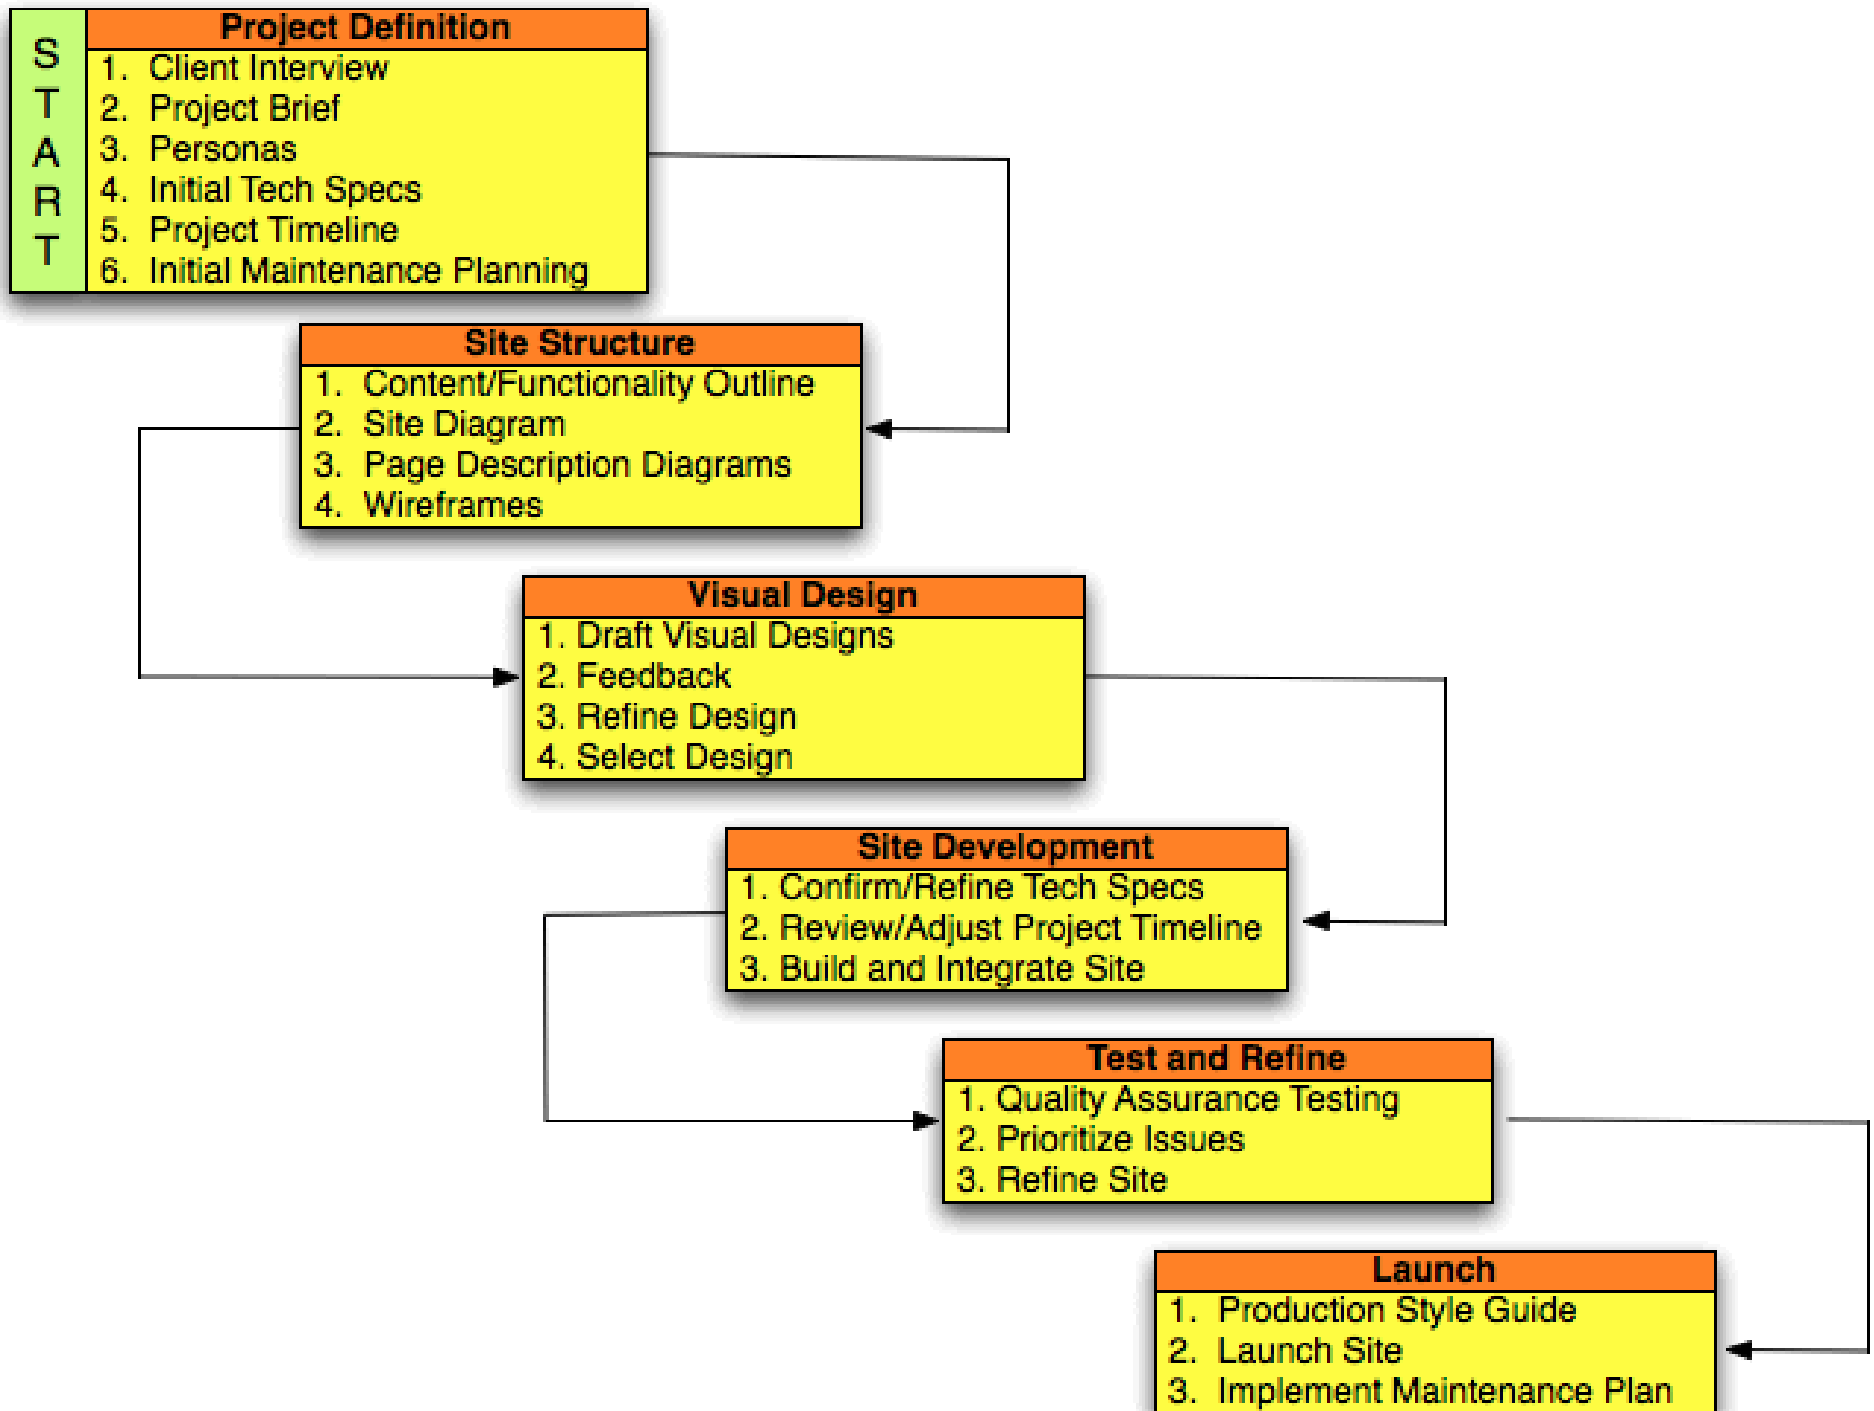 START
Project Definition
1. Client Interview
2. Project Brief
3. Personas
4. Initial Tech Specs
5. Project Timeline
6. Initial Maintenance Planning
Site Structure
1. Content/Functionality Outline
2. Site Diagram
3. Page Description Diagrams
4. Wireframes
Visual Design
1. Draft Visual Designs
2. Feedback
3. Refine Design
4. Select Design
Site Development
1. Confirm/Refine Tech Specs
2. Review/Adjust Project Timeline
3. Build and Integrate Site
Test and Refine
1. Quality Assurance Testing
2. Prioritize Issues
3. Refine Site
Launch
1. Production Style Guide
2. Launch Site
3. Implement Maintenance Plan